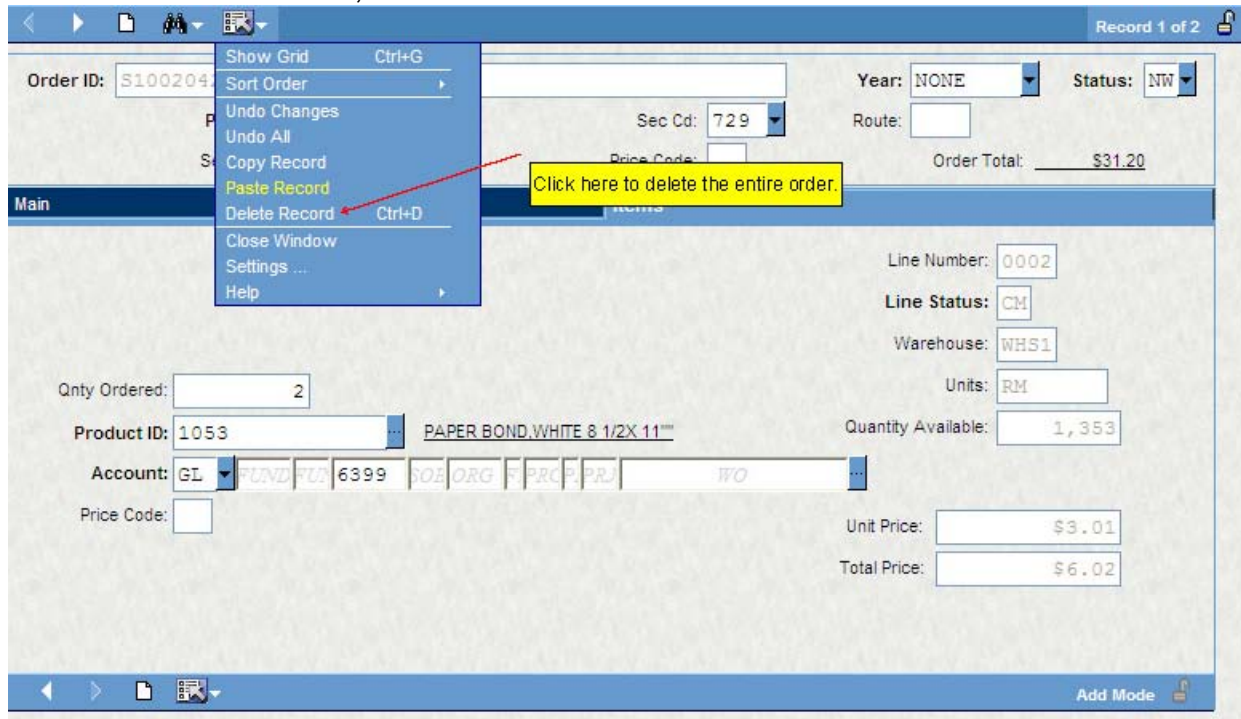 Record 1 of 2
Show Grid Ctrl+G
Order ID: Sort Order Year: NONE Status: NW
Undo Changes Sec Cd: 729 Route:
Undo All
Copy Record Price Code: Order Total: $31.20
Paste Record Click here to delete the entire order.
Main Delete Record Ctrl+D Items
Close Window
Settings ... Line Number: 0002
Help Line Status: CM
Warehouse: WHS1
Qnty Ordered: 2 Units: RM
Product ID: 1053 ... PAPER BOND,WHITE 8 1/2X 11"" Quantity Available: 1,353
Account: GL FUND 6399 ORG WO ...
Price Code: Unit Price: $3.01
Total Price: $6.02
Add Mode